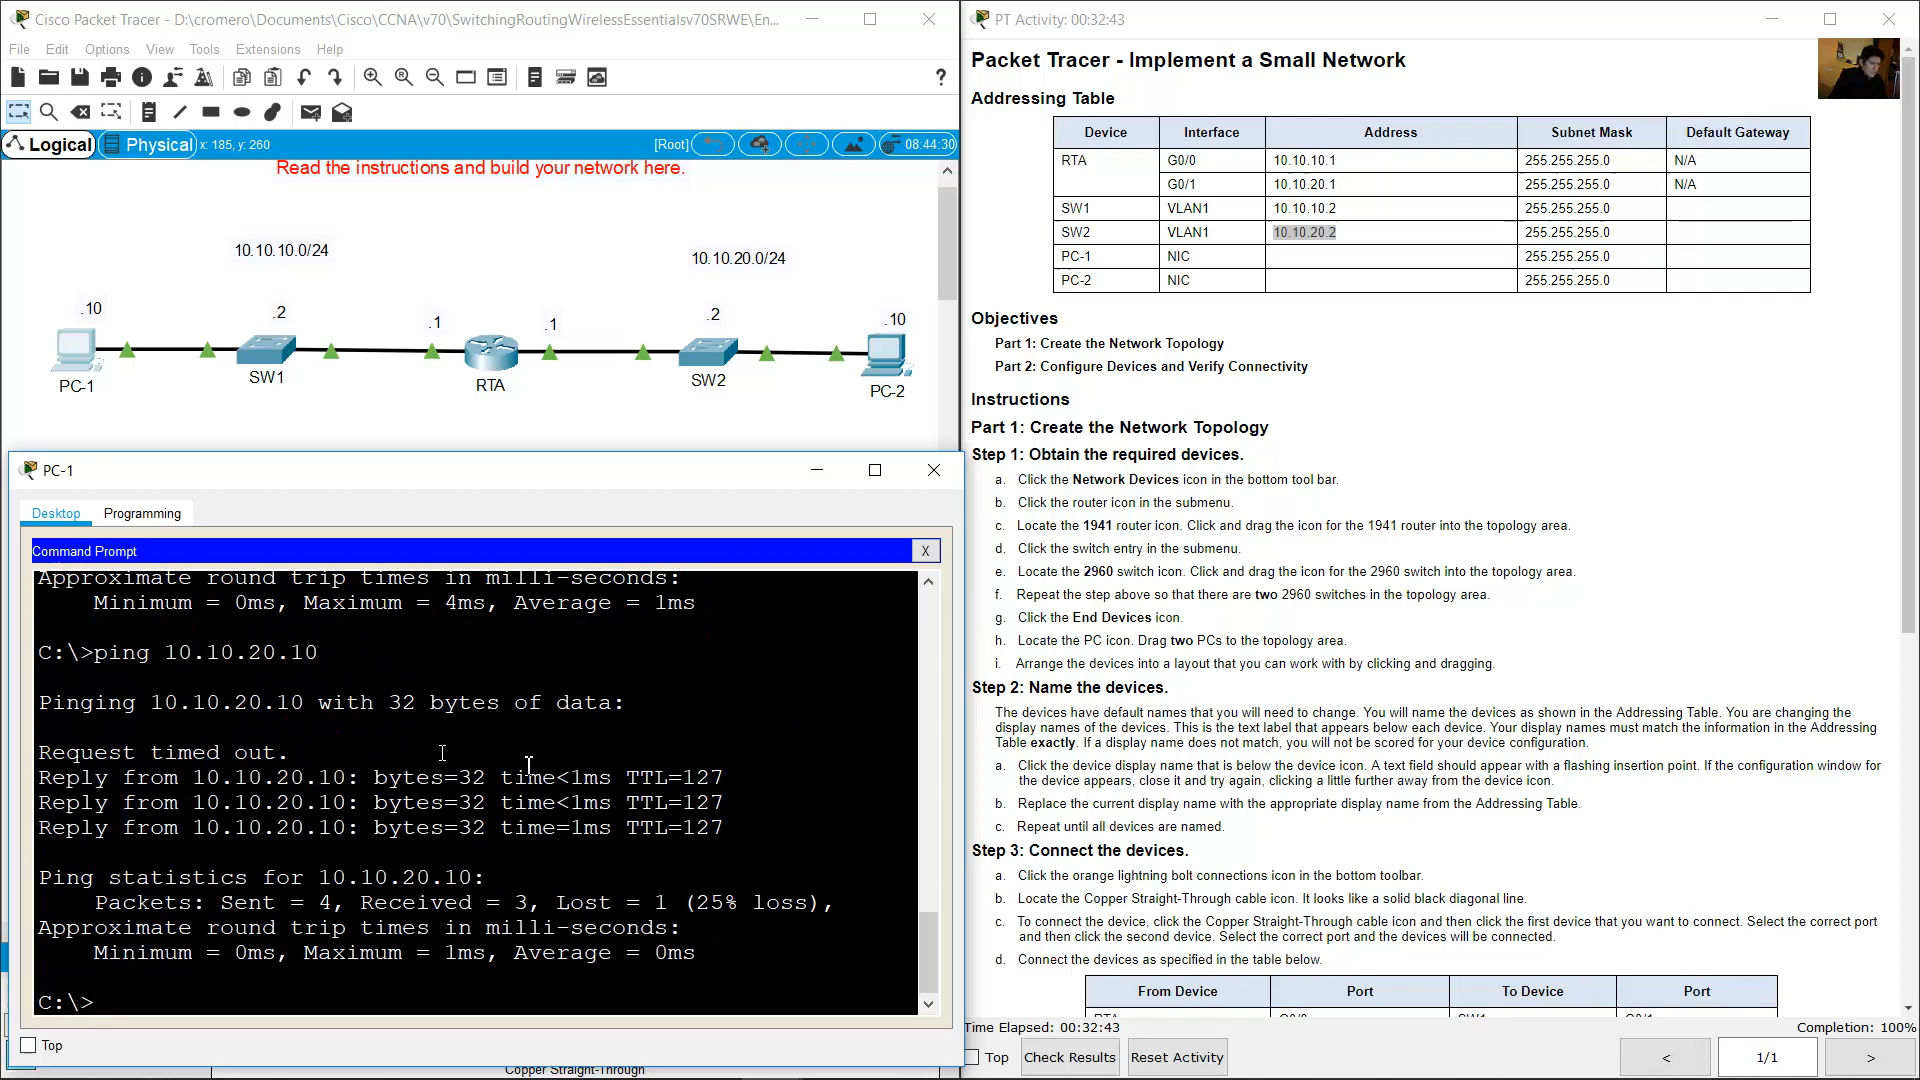 Cisco Packet Tracer - D:\cromero\Documents\Cisco\CCNA\v70\SwitchingRoutingWirelessEssentialsv70SRWE\En...
File Edit Options View Tools Extensions Help
?
Logical Physical x: 185, y: 260 [Root] 08:44:30
Read the instructions and build your network here.
10.10.10.0/24
10.10.20.0/24
.10
.2
.1
.1
.2
.10
PC-1
SW1
RTA
SW2
PC-2
PC-1
Desktop Programming
Command Prompt X
Approximate round trip times in milli-seconds:
Minimum = 0ms, Maximum = 4ms, Average = 1ms
C:\>ping 10.10.20.10
Pinging 10.10.20.10 with 32 bytes of data:
Request timed out.
Reply from 10.10.20.10: bytes=32 time<1ms TTL=127
Reply from 10.10.20.10: bytes=32 time<1ms TTL=127
Reply from 10.10.20.10: bytes=32 time=1ms TTL=127
Ping statistics for 10.10.20.10:
Packets: Sent = 4, Received = 3, Lost = 1 (25% loss),
Approximate round trip times in milli-seconds:
Minimum = 0ms, Maximum = 1ms, Average = 0ms
C:\>
Top
Copper Straight-Through
PT Activity: 00:32:43
Packet Tracer - Implement a Small Network
Addressing Table
Device Interface Address Subnet Mask Default Gateway
RTA G0/0 10.10.10.1 255.255.255.0 N/A
G0/1 10.10.20.1 255.255.255.0 N/A
SW1 VLAN1 10.10.10.2 255.255.255.0
SW2 VLAN1 10.10.20.2 255.255.255.0
PC-1 NIC 255.255.255.0
PC-2 NIC 255.255.255.0
Objectives
Part 1: Create the Network Topology
Part 2: Configure Devices and Verify Connectivity
Instructions
Part 1: Create the Network Topology
Step 1: Obtain the required devices.
a. Click the Network Devices icon in the bottom tool bar.
b. Click the router icon in the submenu.
c. Locate the 1941 router icon. Click and drag the icon for the 1941 router into the topology area.
d. Click the switch entry in the submenu.
e. Locate the 2960 switch icon. Click and drag the icon for the 2960 switch into the topology area.
f. Repeat the step above so that there are two 2960 switches in the topology area.
g. Click the End Devices icon.
h. Locate the PC icon. Drag two PCs to the topology area.
i. Arrange the devices into a layout that you can work with by clicking and dragging.
Step 2: Name the devices.
The devices have default names that you will need to change. You will name the devices as shown in the Addressing Table. You are changing the
display names of the devices. This is the text label that appears below each device. Your display names must match the information in the Addressing
Table exactly. If a display name does not match, you will not be scored for your device configuration.
a. Click the device display name that is below the device icon. A text field should appear with a flashing insertion point. If the configuration window for
the device appears, close it and try again, clicking a little further away from the device icon.
b. Replace the current display name with the appropriate display name from the Addressing Table.
c. Repeat until all devices are named.
Step 3: Connect the devices.
a. Click the orange lightning bolt connections icon in the bottom toolbar.
b. Locate the Copper Straight-Through cable icon. It looks like a solid black diagonal line.
c. To connect the device, click the Copper Straight-Through cable icon and then click the first device that you want to connect. Select the correct port
and then click the second device. Select the correct port and the devices will be connected.
d. Connect the devices as specified in the table below.
From Device Port To Device Port
RTA G0/0 SW1 G0/1
Time Elapsed: 00:32:43 Completion: 100%
Top Check Results Reset Activity < 1/1 >